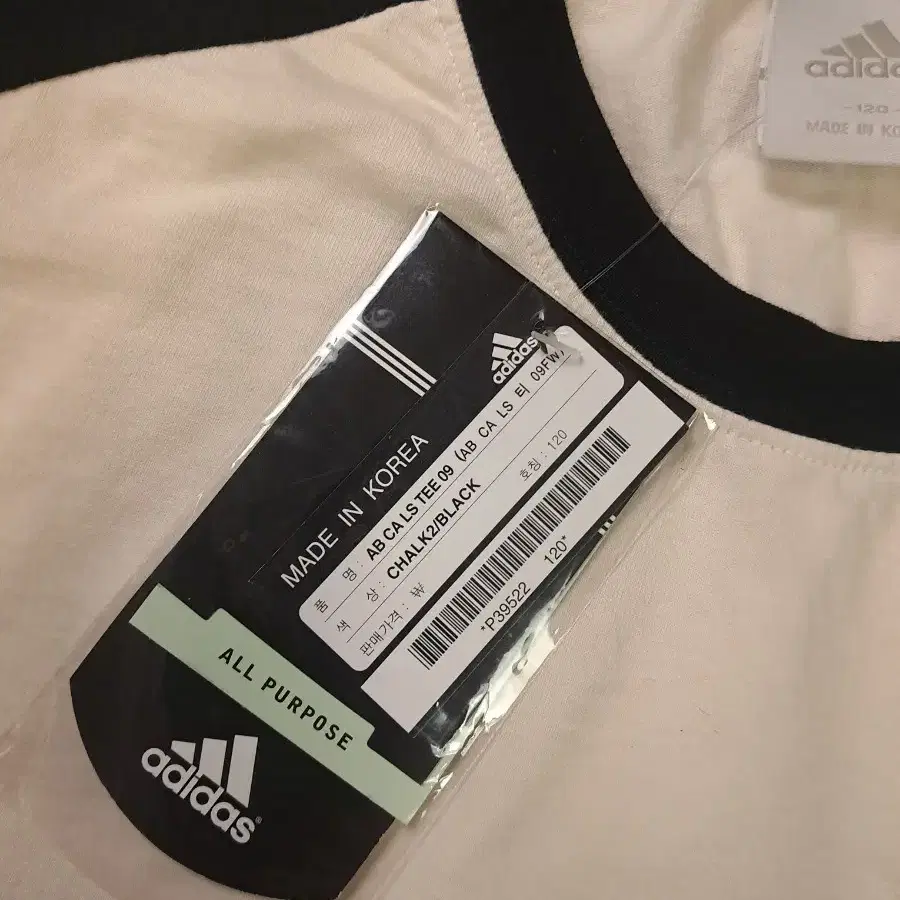 adidas
-120-
MADE IN KO
adidas
MADE IN KOREA
품 명 : AB CA LS TEE 09 (AB CA LS 티 09FW)
색 상 : CHALK2/BLACK 호칭 : 120
판매가격 : ₩
*P39522 120*
ALL PURPOSE
adidas®